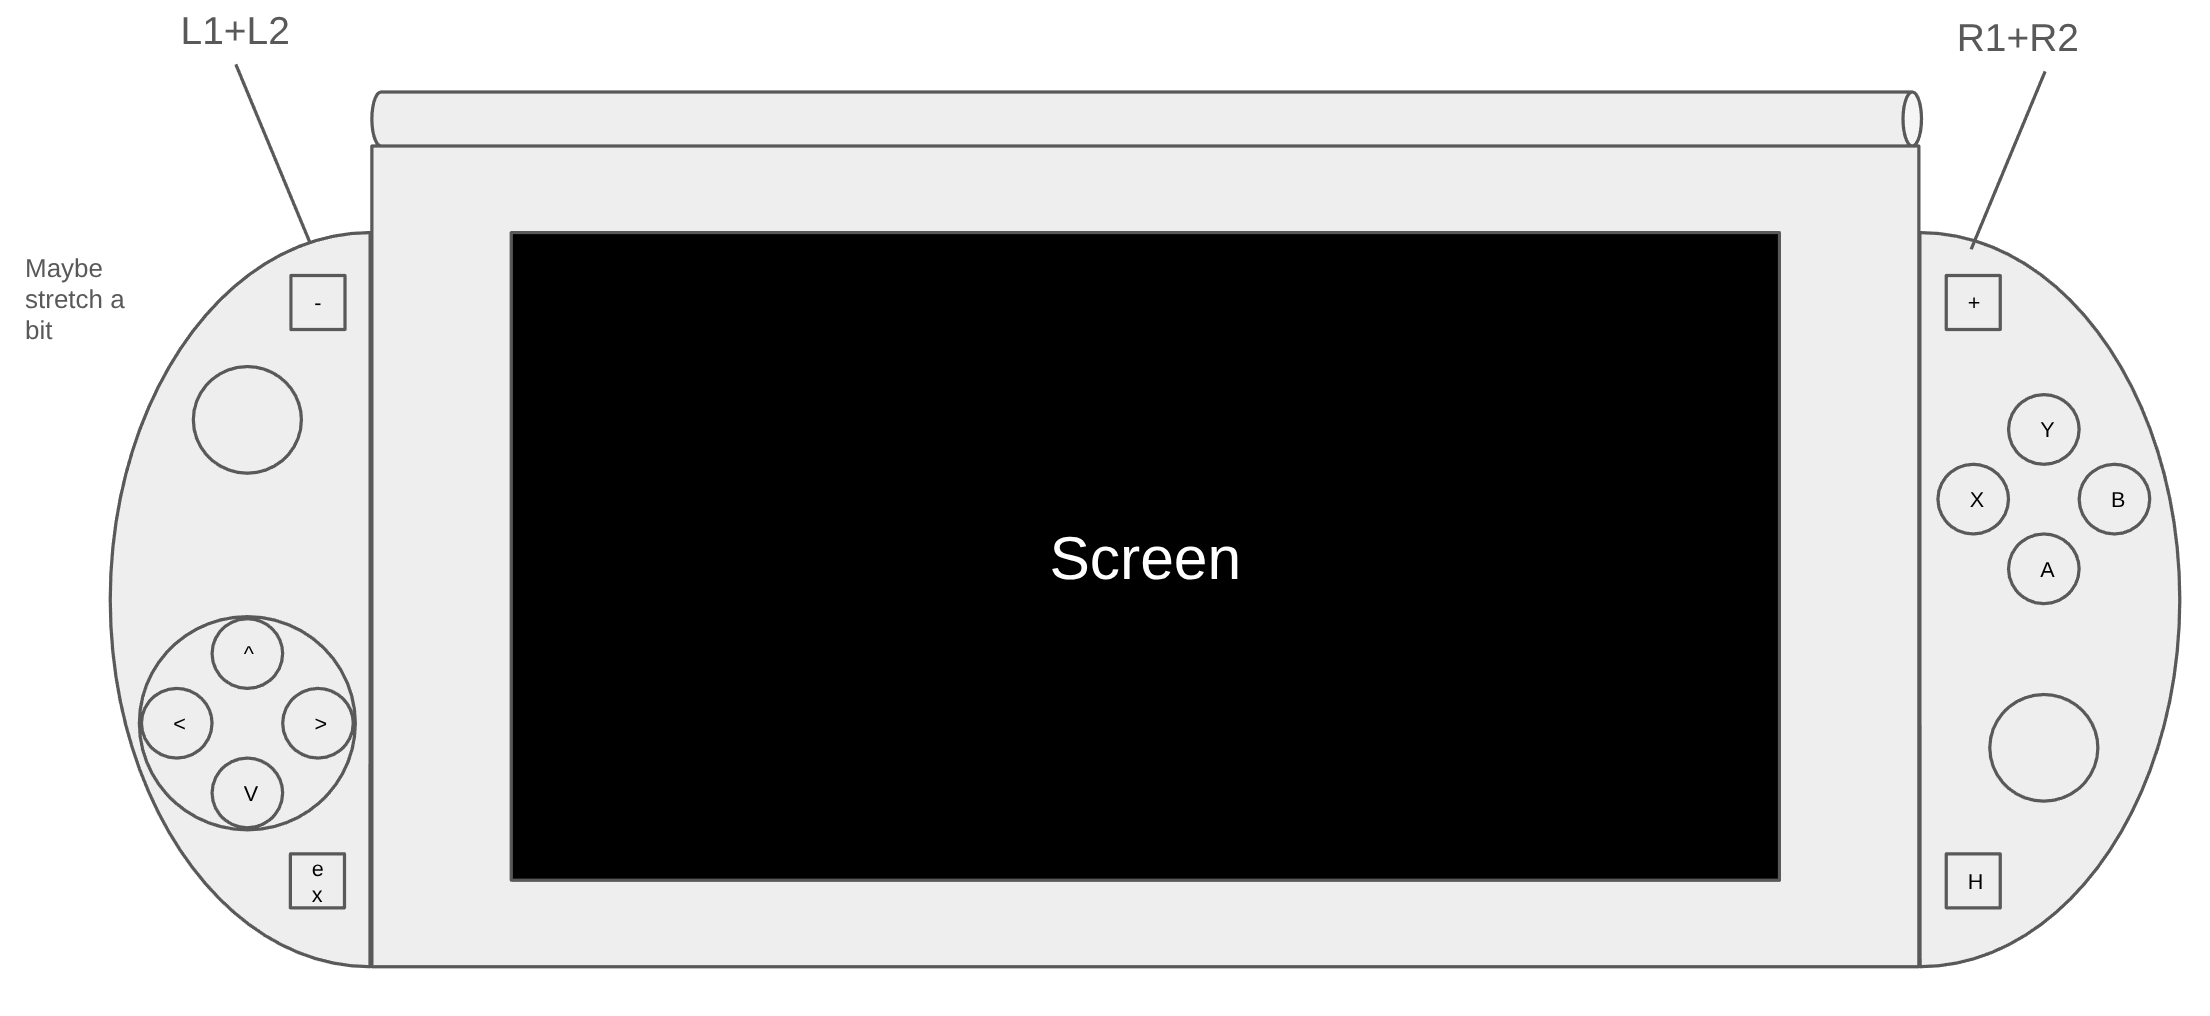 L1+L2
R1+R2
Maybe
stretch a
bit
-
+
Y
X
B
A
Screen
^
<
>
V
e
x
H